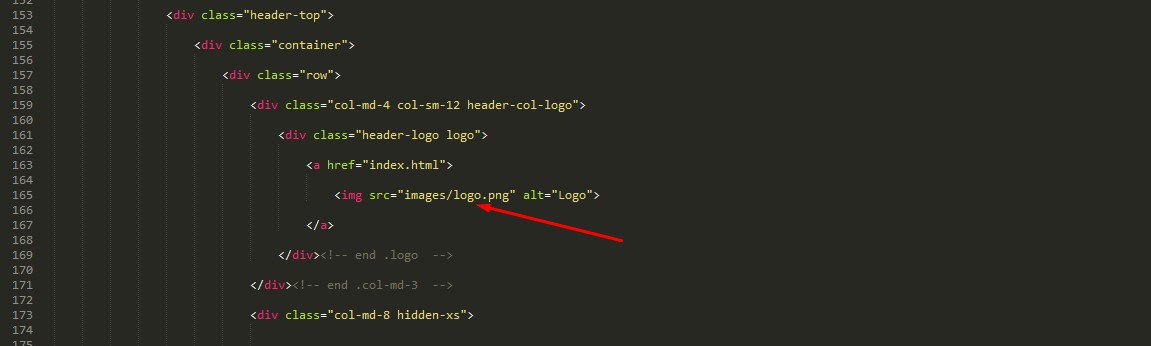 152
153 <div class="header-top">
154
155 <div class="container">
156
157 <div class="row">
158
159 <div class="col-md-4 col-sm-12 header-col-logo">
160
161 <div class="header-logo logo">
162
163 <a href="index.html">
164
165 <img src="images/logo.png" alt="Logo">
166
167 </a>
168
169 </div><!-- end .logo  -->
170
171 </div><!-- end .col-md-3  -->
172
173 <div class="col-md-8 hidden-xs">
174
175